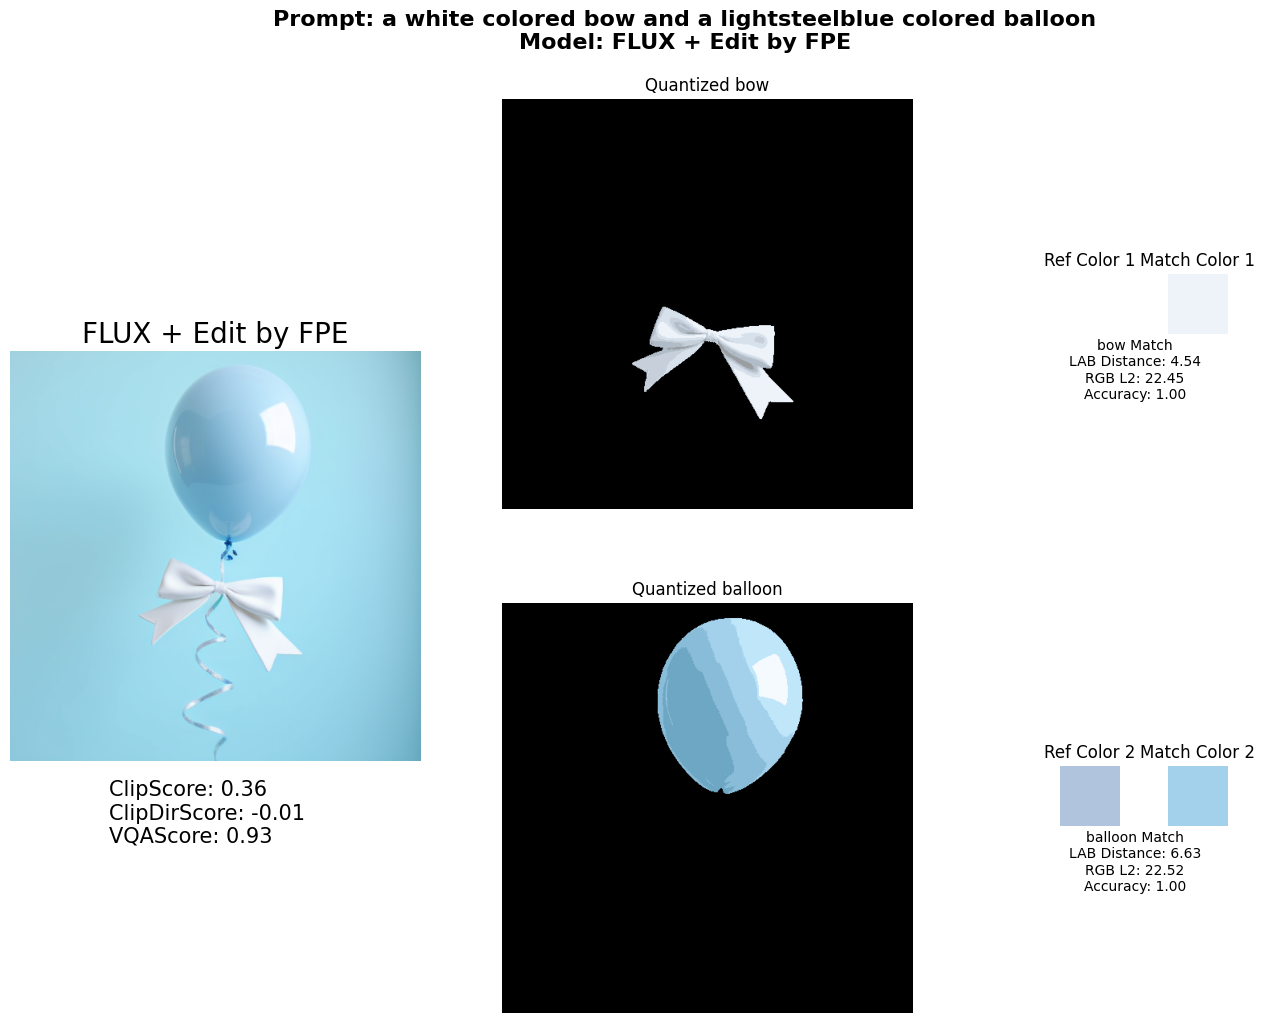 Prompt: a white colored bow and a lightsteelblue colored balloon
Model: FLUX + Edit by FPE
FLUX + Edit by FPE
ClipScore: 0.36
ClipDirScore: -0.01
VQAScore: 0.93
Quantized bow
Ref Color 1 Match Color 1
bow Match
LAB Distance: 4.54
RGB L2: 22.45
Accuracy: 1.00
Quantized balloon
Ref Color 2 Match Color 2
balloon Match
LAB Distance: 6.63
RGB L2: 22.52
Accuracy: 1.00